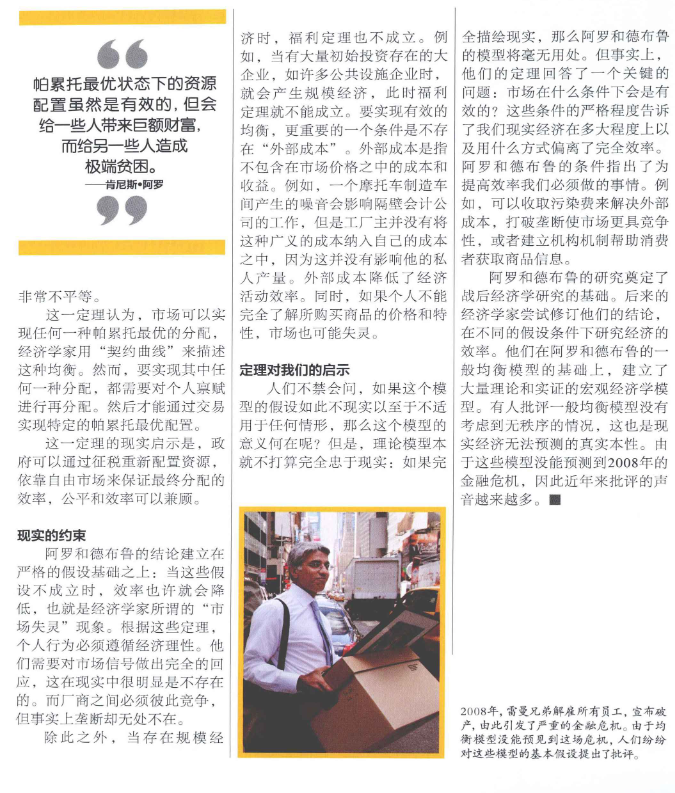 帕累托最优状态下的资源
配置虽然是有效的，但会
给一些人带来巨额财富，
而给另一些人造成
极端贫困。
——肯尼斯•阿罗
非常不平等。
这一定理认为，市场可以实
现任何一种帕累托最优的分配，
经济学家用“契约曲线”来描述
这种均衡。然而，要实现其中任
何一种分配，都需要对个人禀赋
进行再分配。然后才能通过交易
实现特定的帕累托最优配置。
这一定理的现实启示是，政
府可以通过征税重新配置资源，
依靠自由市场来保证最终分配的
效率，公平和效率可以兼顾。
现实的约束
阿罗和德布鲁的结论建立在
严格的假设基础之上：当这些假
设不成立时，效率也许就会降
低，也就是经济学家所谓的“市
场失灵”现象。根据这些定理，
个人行为必须遵循经济理性。他
们需要对市场信号做出完全的回
应，这在现实中很明显是不存在
的。而厂商之间必须彼此竞争，
但事实上垄断却无处不在。
除此之外，当存在规模经
济时，福利定理也不成立。例
如，当有大量初始投资存在的大
企业，如许多公共设施企业时，
就会产生规模经济，此时福利
定理就不能成立。要实现有效的
均衡，更重要的一个条件是不存
在“外部成本”。外部成本是指
不包含在市场价格之中的成本和
收益。例如，一个摩托车制造车
间产生的噪音会影响隔壁会计公
司的工作，但是工厂主并没有将
这种广义的成本纳入自己的成本
之中，因为这并没有影响他的私
人产量。外部成本降低了经济
活动效率。同时，如果个人不能
完全了解所购买商品的价格和特
性，市场也可能失灵。
定理对我们的启示
人们不禁会问，如果这个模
型的假设如此不现实以至于不适
用于任何情形，那么这个模型的
意义何在呢？但是，理论模型本
就不打算完全忠于现实：如果完
全描绘现实，那么阿罗和德布鲁
的模型将毫无用处。但事实上，
他们的定理回答了一个关键的
问题：市场在什么条件下会是有
效的？这些条件的严格程度告诉
了我们现实经济在多大程度上以
及用什么方式偏离了完全效率。
阿罗和德布鲁的条件指出了为
提高效率我们必须做的事情。例
如，可以收取污染费来解决外部
成本，打破垄断使市场更具竞争
性，或者建立机构机制帮助消费
者获取商品信息。
阿罗和德布鲁的研究奠定了
战后经济学研究的基础。后来的
经济学家尝试修订他们的结论，
在不同的假设条件下研究经济的
效率。他们在阿罗和德布鲁的一
般均衡模型的基础上，建立了
大量理论和实证的宏观经济学模
型。有人批评一般均衡模型没有
考虑到无秩序的情况，这也是现
实经济无法预测的真实本性。由
于这些模型没能预测到2008年的
金融危机，因此近年来批评的声
音越来越多。■
2008年，雷曼兄弟解雇所有员工，宣布破
产，由此引发了严重的金融危机。由于均
衡模型没能预见到这场危机，人们纷纷
对这些模型的基本假设提出了批评。